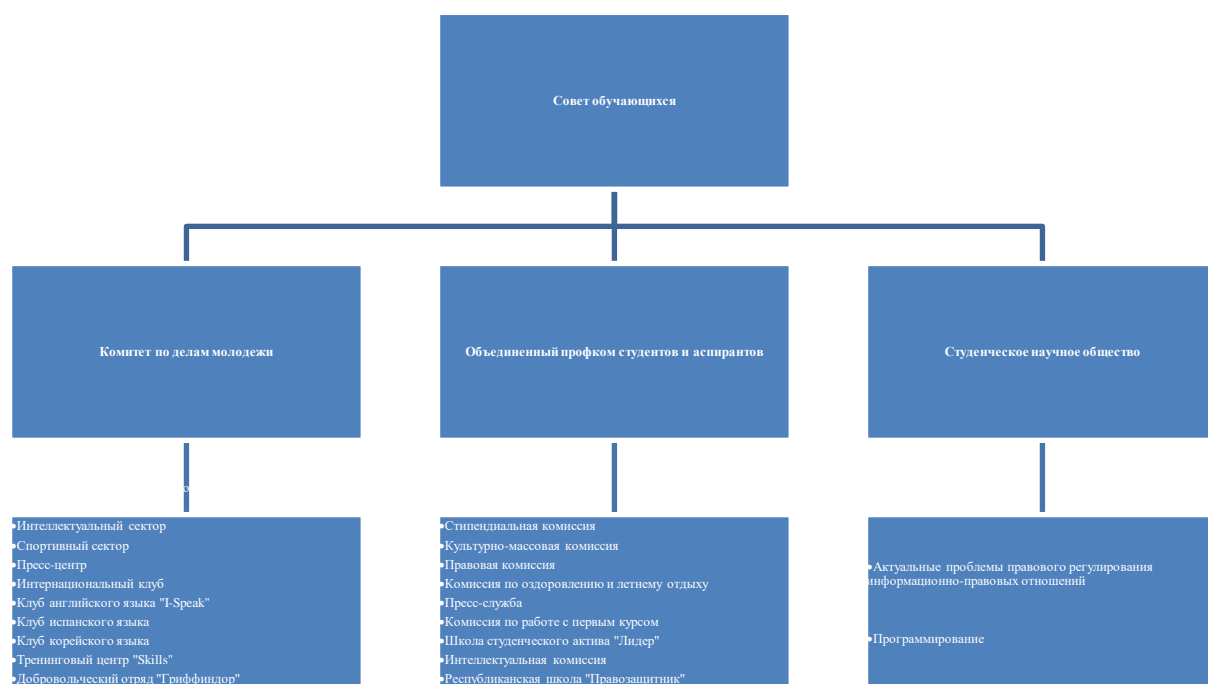 Совет обучающихся
Комитет по делам молодежи
Объединенный профком студентов и аспирантов
Студенческое научное общество
•Интеллектуальный сектор
•Спортивный сектор
•Пресс-центр
•Интернациональный клуб
•Клуб английского языка "I-Speak"
•Клуб испанского языка
•Клуб корейского языка
•Тренинговый центр "Skills"
•Добровольческий отряд "Гриффиндор"
•Стипендиальная комиссия
•Культурно-массовая комиссия
•Правовая комиссия
•Комиссия по оздоровлению и летнему отдыху
•Пресс-служба
•Комиссия по работе с первым курсом
•Школа студенческого актива "Лидер"
•Интеллектуальная комиссия
•Республиканская школа "Правозащитник"
•Актуальные проблемы правового регулирования
информационно-правовых отношений
•Программирование